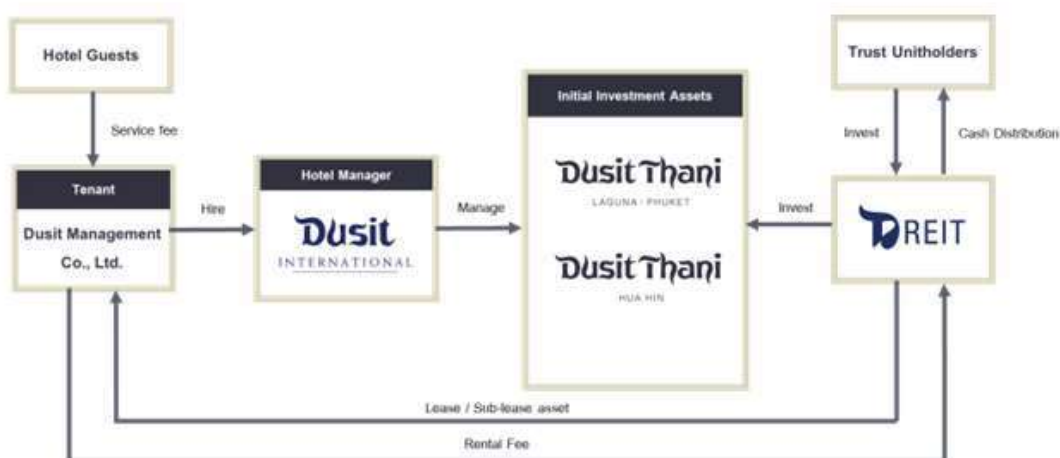 Hotel Guests
Trust Unitholders
Initial Investment Assets
Service fee
Invest
Cash Distribution
Tenant
Dusit Management
Co., Ltd.
Hire
Hotel Manager
Dusit
INTERNATIONAL
Manage
Dusit Thani
LAGUNA · PHUKET
Dusit Thani
HUA HIN
Invest
DREIT
Lease / Sub-lease asset
Rental Fee